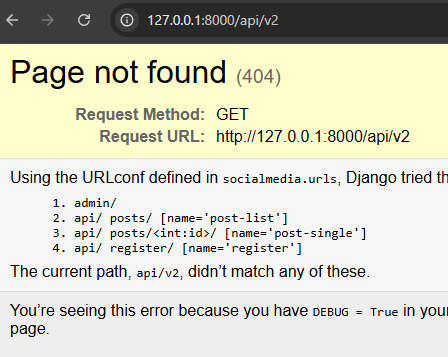 127.0.0.1:8000/api/v2
Page not found (404)
Request Method: GET
Request URL: http://127.0.0.1:8000/api/v2
Using the URLconf defined in socialmedia.urls, Django tried th
1. admin/
2. api/ posts/ [name='post-list']
3. api/ posts/<int:id>/ [name='post-single']
4. api/ register/ [name='register']
The current path, api/v2, didn’t match any of these.
You’re seeing this error because you have DEBUG = True in your
page.